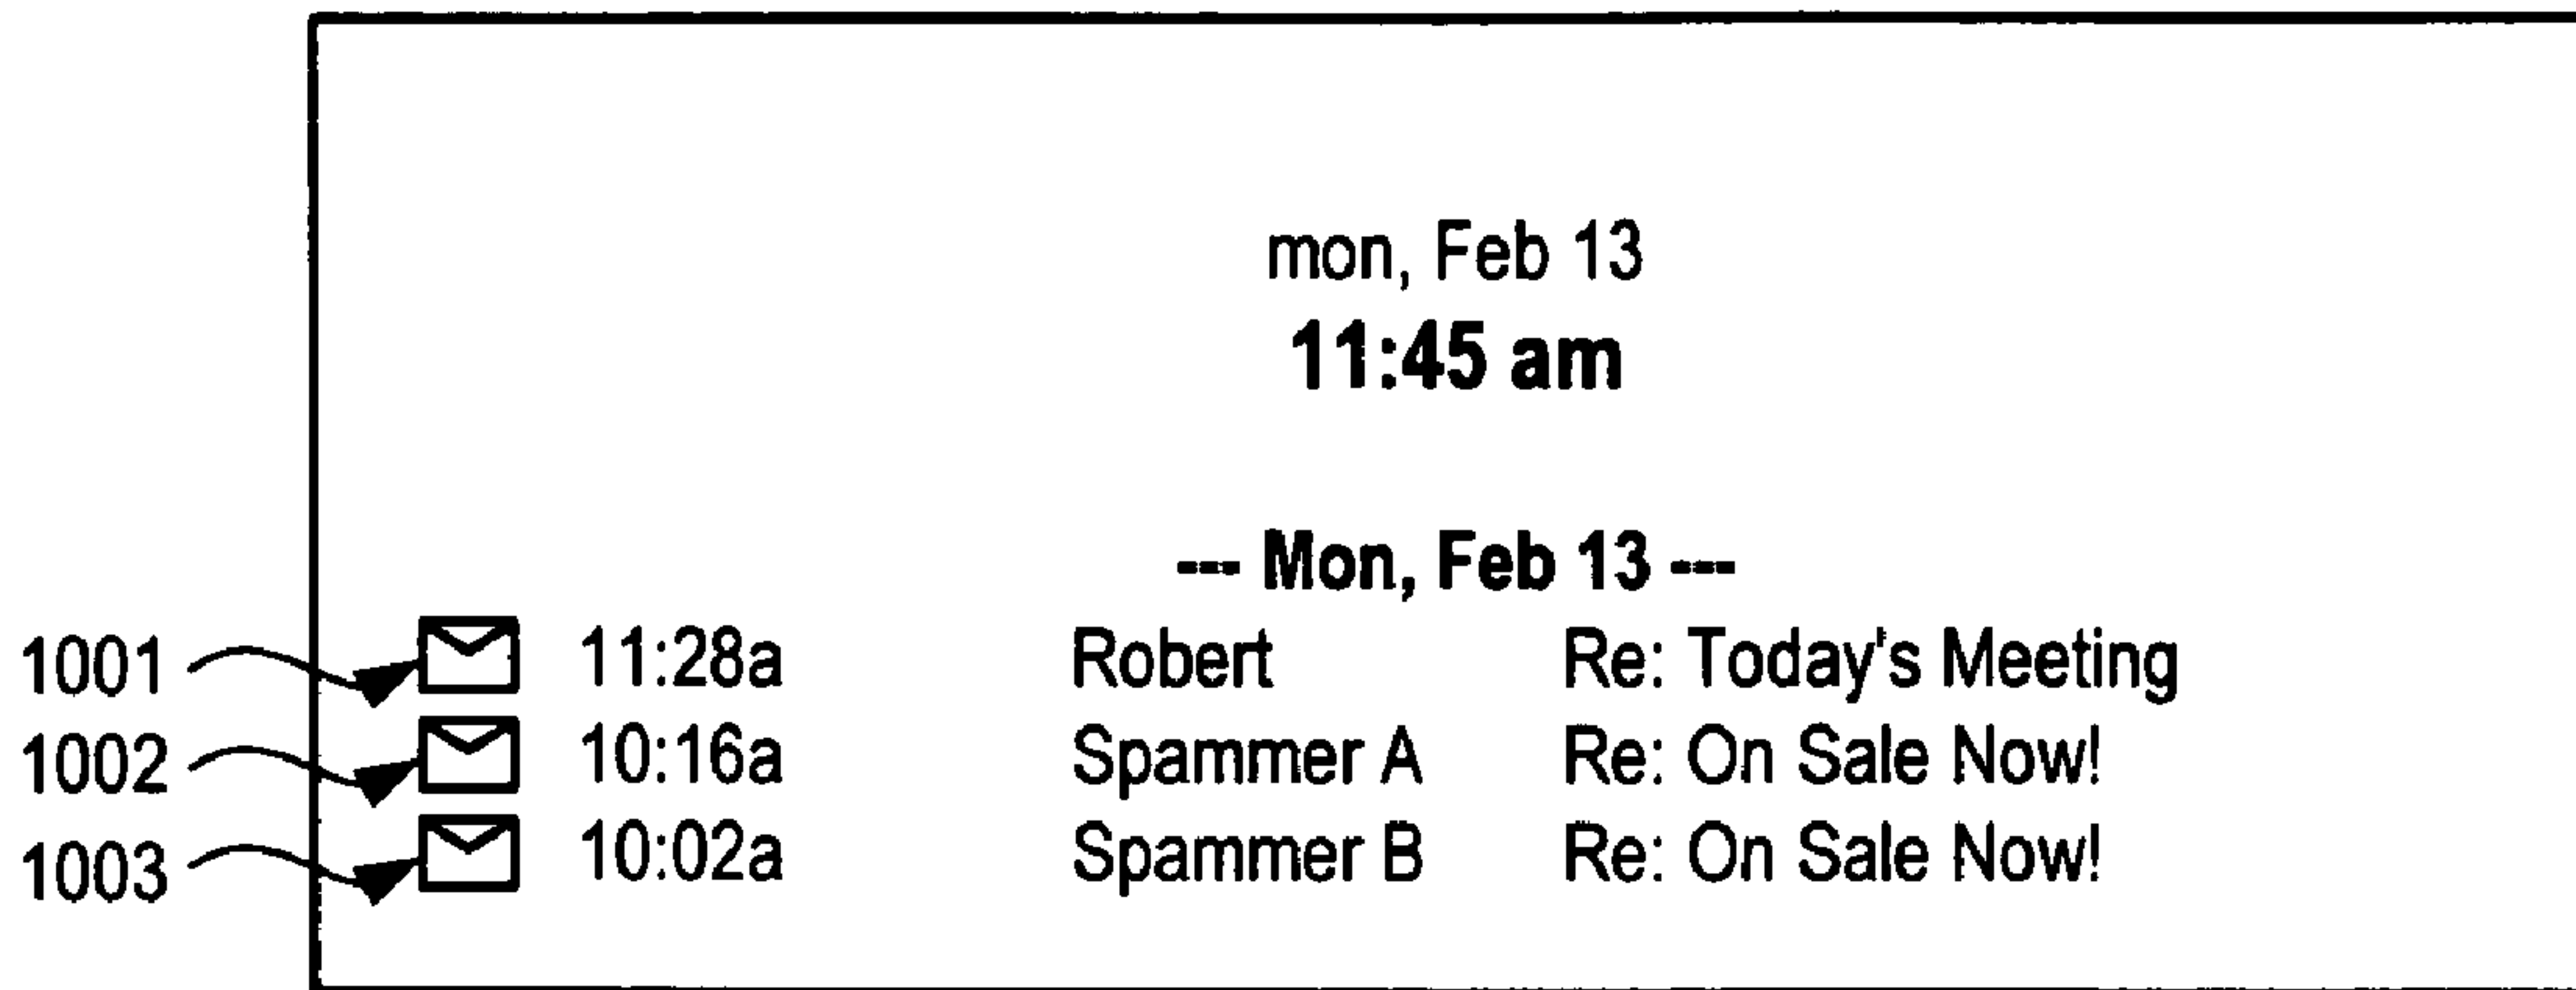 mon, Feb 13
11:45 am
--- Mon, Feb 13 ---
1001 11:28a Robert Re: Today's Meeting
1002 10:16a Spammer A Re: On Sale Now!
1003 10:02a Spammer B Re: On Sale Now!